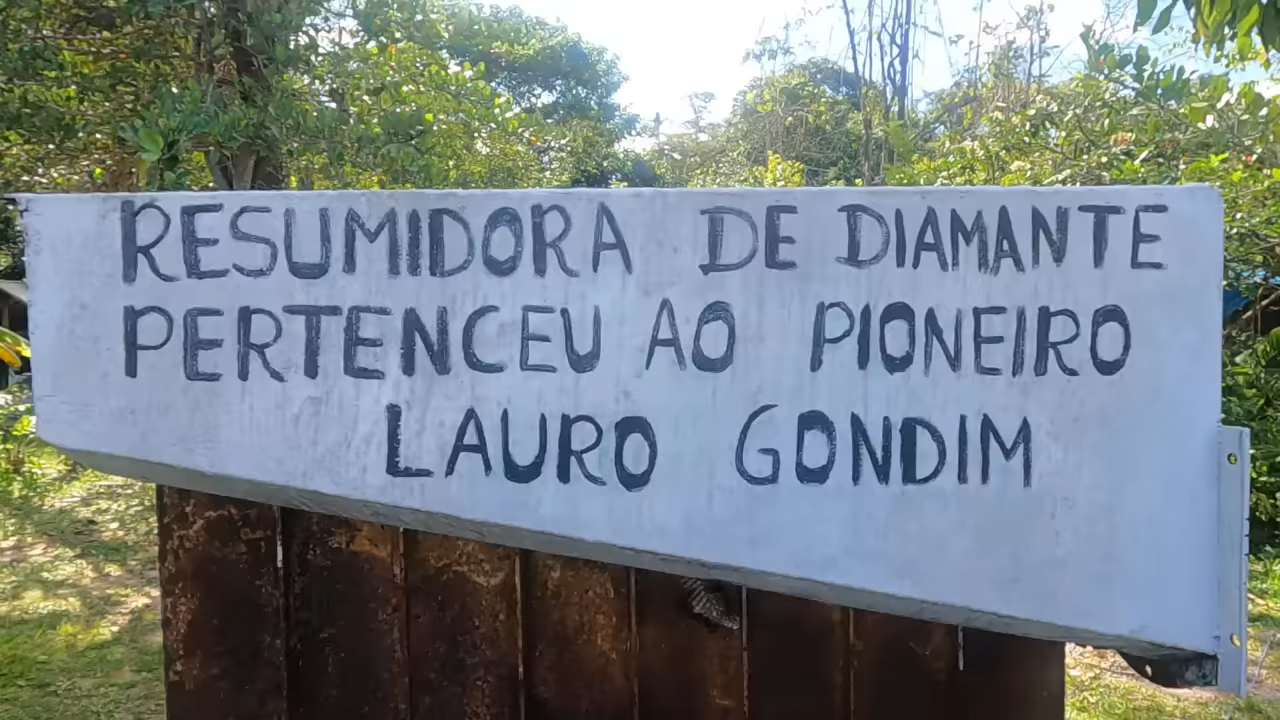 RESUMIDORA DE DIAMANTE
PERTENCEU AO PIONEIRO
LAURO GONDIM